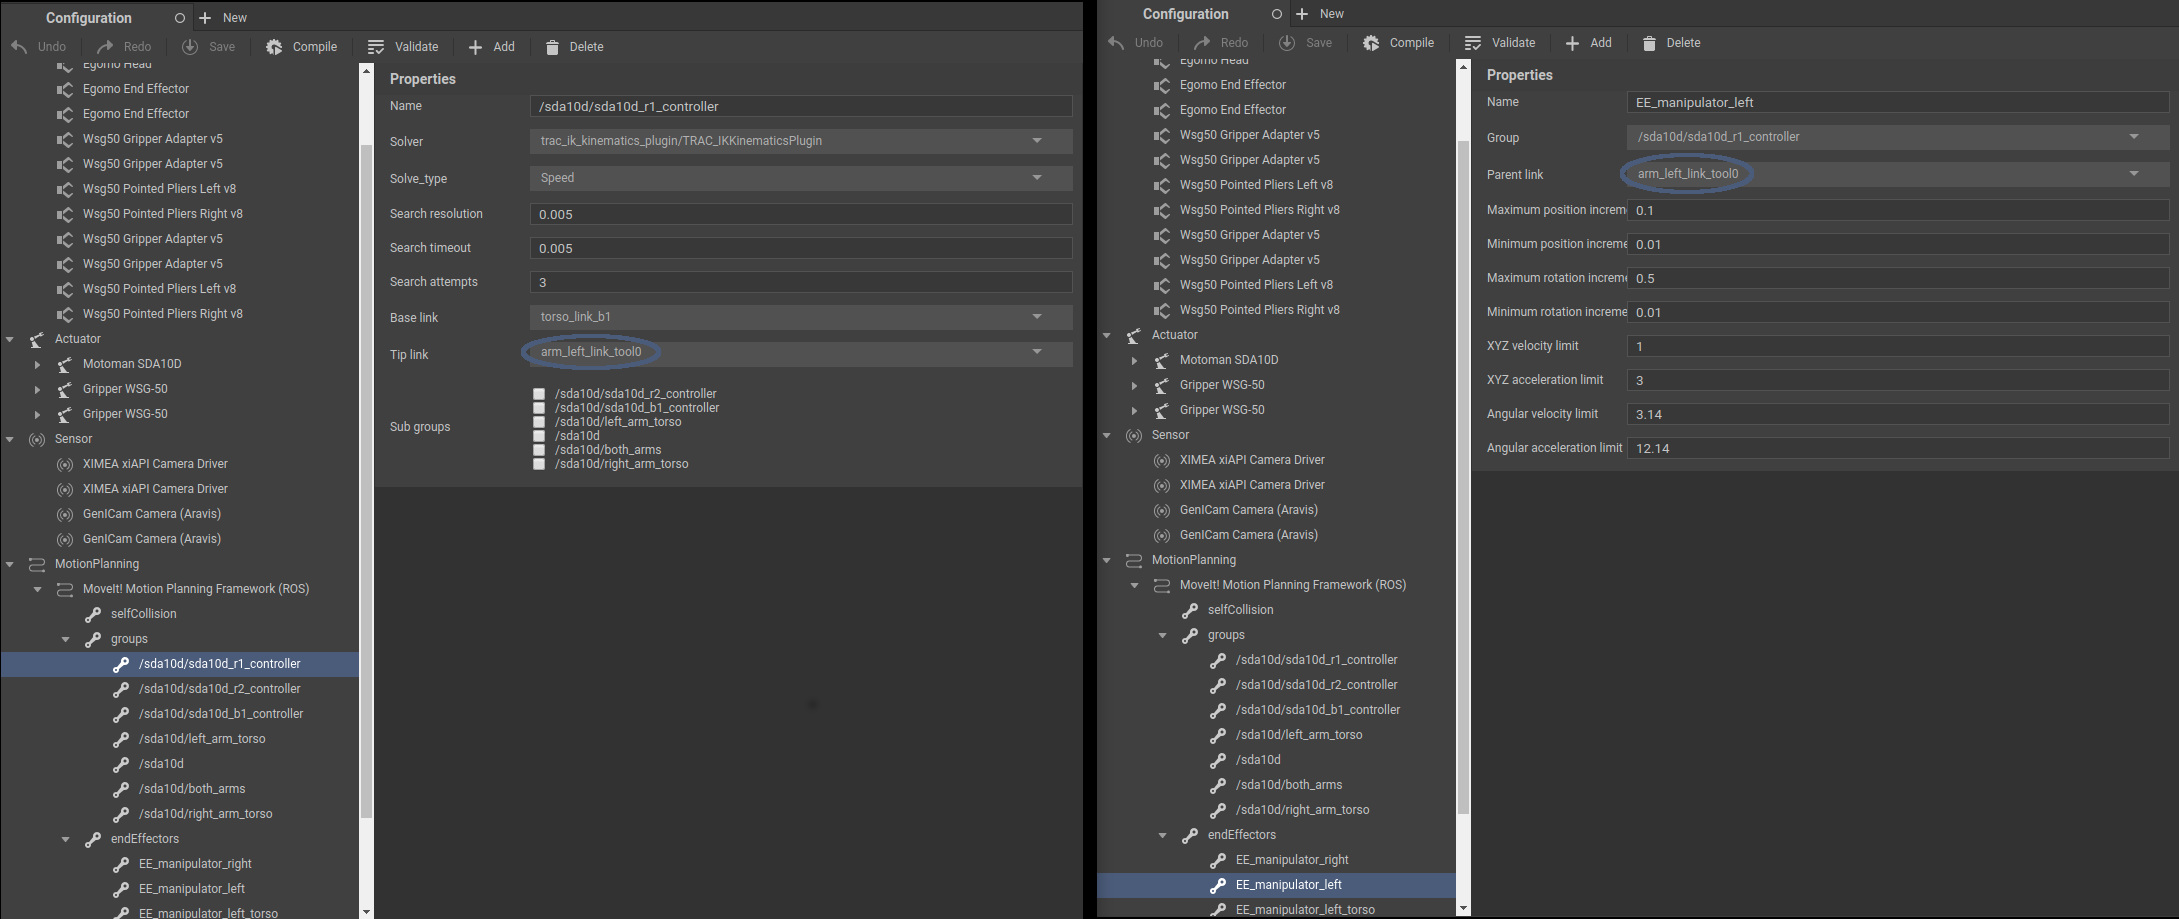 Configuration
New
Undo
Redo
Save
Compile
Validate
Add
Delete
Egomo Head
Egomo End Effector
Egomo End Effector
Wsg50 Gripper Adapter v5
Wsg50 Gripper Adapter v5
Wsg50 Pointed Pliers Left v8
Wsg50 Pointed Pliers Right v8
Wsg50 Gripper Adapter v5
Wsg50 Gripper Adapter v5
Wsg50 Pointed Pliers Left v8
Wsg50 Pointed Pliers Right v8
Actuator
Motoman SDA10D
Gripper WSG-50
Gripper WSG-50
Sensor
XIMEA xiAPI Camera Driver
XIMEA xiAPI Camera Driver
GenICam Camera (Aravis)
GenICam Camera (Aravis)
MotionPlanning
MoveIt! Motion Planning Framework (ROS)
selfCollision
groups
/sda10d/sda10d_r1_controller
/sda10d/sda10d_r2_controller
/sda10d/sda10d_b1_controller
/sda10d/left_arm_torso
/sda10d
/sda10d/both_arms
/sda10d/right_arm_torso
endEffectors
EE_manipulator_right
EE_manipulator_left
EE_manipulator_left_torso
Properties
Name /sda10d/sda10d_r1_controller
Solver trac_ik_kinematics_plugin/TRAC_IKKinematicsPlugin
Solve_type Speed
Search resolution 0.005
Search timeout 0.005
Search attempts 3
Base link torso_link_b1
Tip link arm_left_link_tool0
Sub groups
/sda10d/sda10d_r2_controller
/sda10d/sda10d_b1_controller
/sda10d/left_arm_torso
/sda10d
/sda10d/both_arms
/sda10d/right_arm_torso
Configuration
New
Undo
Redo
Save
Compile
Validate
Add
Delete
Egomo Head
Egomo End Effector
Egomo End Effector
Wsg50 Gripper Adapter v5
Wsg50 Gripper Adapter v5
Wsg50 Pointed Pliers Left v8
Wsg50 Pointed Pliers Right v8
Wsg50 Gripper Adapter v5
Wsg50 Gripper Adapter v5
Wsg50 Pointed Pliers Left v8
Wsg50 Pointed Pliers Right v8
Actuator
Motoman SDA10D
Gripper WSG-50
Gripper WSG-50
Sensor
XIMEA xiAPI Camera Driver
XIMEA xiAPI Camera Driver
GenICam Camera (Aravis)
GenICam Camera (Aravis)
MotionPlanning
MoveIt! Motion Planning Framework (ROS)
selfCollision
groups
/sda10d/sda10d_r1_controller
/sda10d/sda10d_r2_controller
/sda10d/sda10d_b1_controller
/sda10d/left_arm_torso
/sda10d
/sda10d/both_arms
/sda10d/right_arm_torso
endEffectors
EE_manipulator_right
EE_manipulator_left
EE_manipulator_left_torso
Properties
Name EE_manipulator_left
Group /sda10d/sda10d_r1_controller
Parent link arm_left_link_tool0
Maximum position increm 0.1
Minimum position increme 0.01
Maximum rotation increme 0.5
Minimum rotation increme 0.01
XYZ velocity limit 1
XYZ acceleration limit 3
Angular velocity limit 3.14
Angular acceleration limit 12.14